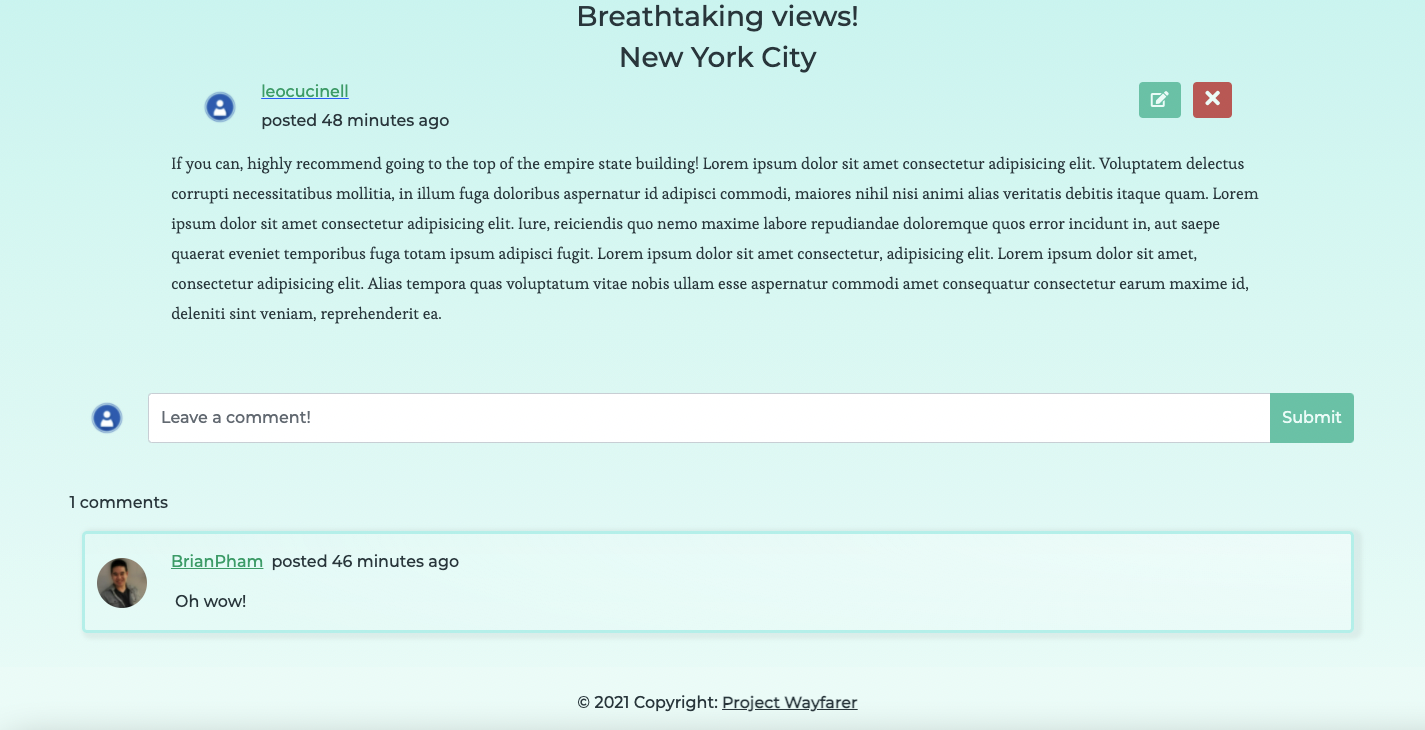 Breathtaking views!
New York City
leocucinell
posted 48 minutes ago
If you can, highly recommend going to the top of the empire state building! Lorem ipsum dolor sit amet consectetur adipisicing elit. Voluptatem delectus
corrupti necessitatibus mollitia, in illum fuga doloribus aspernatur id adipisci commodi, maiores nihil nisi animi alias veritatis debitis itaque quam. Lorem
ipsum dolor sit amet consectetur adipisicing elit. Iure, reiciendis quo nemo maxime labore repudiandae doloremque quos error incidunt in, aut saepe
quaerat eveniet temporibus fuga totam ipsum adipisci fugit. Lorem ipsum dolor sit amet consectetur, adipisicing elit. Lorem ipsum dolor sit amet,
consectetur adipisicing elit. Alias tempora quas voluptatum vitae nobis ullam esse aspernatur commodi amet consequatur consectetur earum maxime id,
deleniti sint veniam, reprehenderit ea.
Leave a comment!
Submit
1 comments
BrianPham posted 46 minutes ago
Oh wow!
© 2021 Copyright: Project Wayfarer